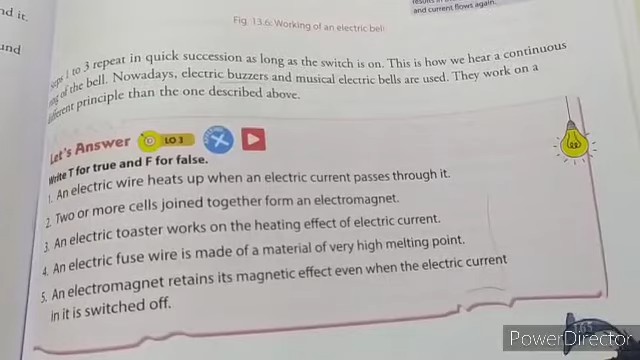 nd it.
und
and current flows again.
Fig. 13.6: Working of an electric bell
Steps 1 to 3 repeat in quick succession as long as the switch is on. This is how we hear a continuous
of the bell. Nowadays, electric buzzers and musical electric bells are used. They work on a
different principle than the one described above.
Let's Answer LO 3
Write T for true and F for false.
1. An electric wire heats up when an electric current passes through it.
2. Two or more cells joined together form an electromagnet.
3. An electric toaster works on the heating effect of electric current.
4. An electric fuse wire is made of a material of very high melting point.
5. An electromagnet retains its magnetic effect even when the electric current
in it is switched off.
PowerDirector